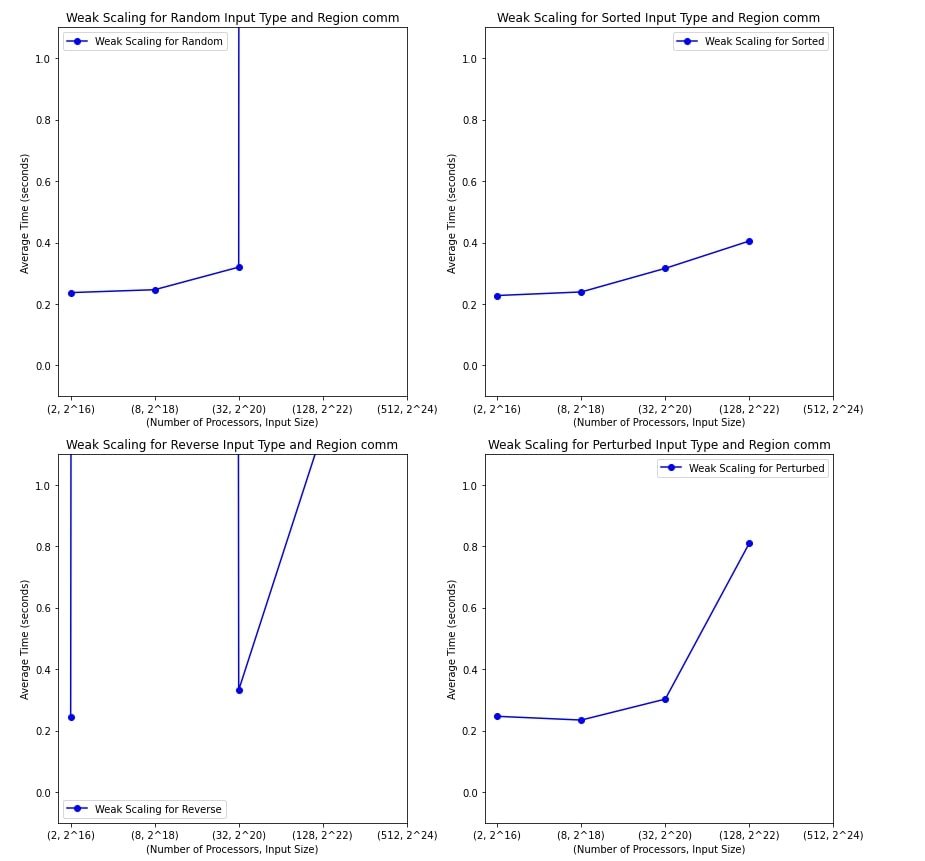 Weak Scaling for Random Input Type and Region comm
Weak Scaling for Random
1.0
0.8
0.6
0.4
0.2
0.0
Average Time (seconds)
(2, 2^16) (8, 2^18) (32, 2^20) (128, 2^22) (512, 2^24)
(Number of Processors, Input Size)
Weak Scaling for Sorted Input Type and Region comm
Weak Scaling for Sorted
1.0
0.8
0.6
0.4
0.2
0.0
Average Time (seconds)
(2, 2^16) (8, 2^18) (32, 2^20) (128, 2^22) (512, 2^24)
(Number of Processors, Input Size)
Weak Scaling for Reverse Input Type and Region comm
1.0
0.8
0.6
0.4
0.2
0.0
Average Time (seconds)
Weak Scaling for Reverse
(2, 2^16) (8, 2^18) (32, 2^20) (128, 2^22) (512, 2^24)
(Number of Processors, Input Size)
Weak Scaling for Perturbed Input Type and Region comm
Weak Scaling for Perturbed
1.0
0.8
0.6
0.4
0.2
0.0
Average Time (seconds)
(2, 2^16) (8, 2^18) (32, 2^20) (128, 2^22) (512, 2^24)
(Number of Processors, Input Size)